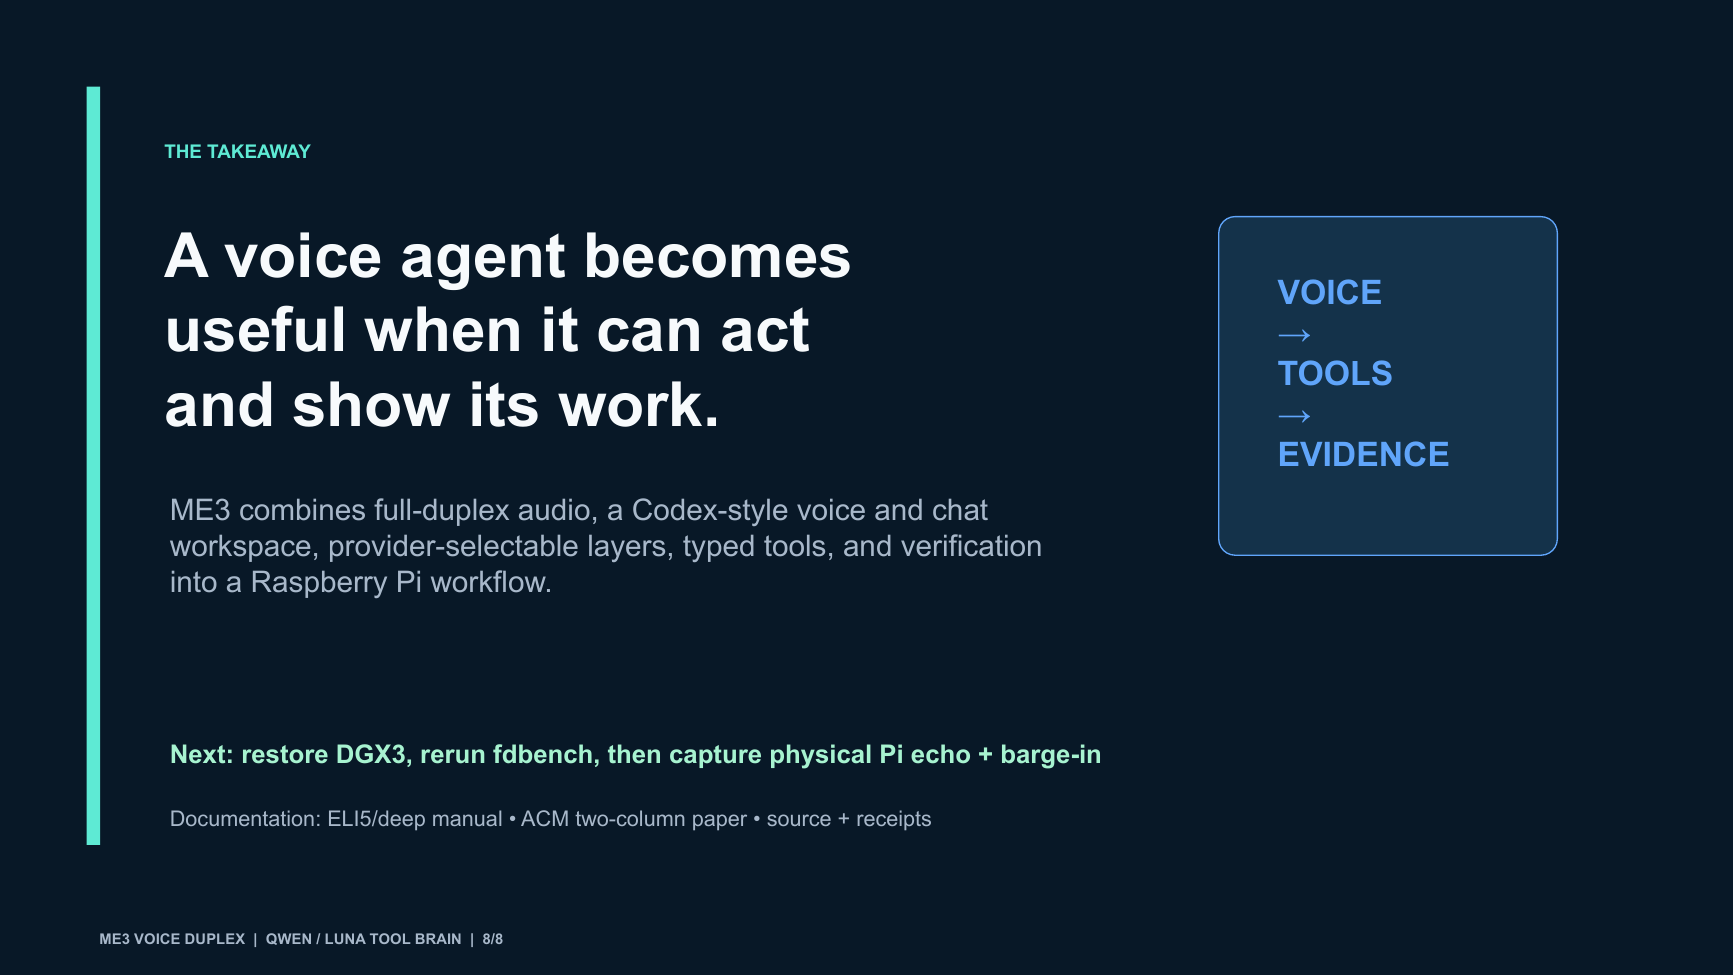 THE TAKEAWAY
A voice agent becomes
useful when it can act
and show its work.
ME3 combines full-duplex audio, a Codex-style voice and chat
workspace, provider-selectable layers, typed tools, and verification
into a Raspberry Pi workflow.
VOICE
→
TOOLS
→
EVIDENCE
Next: restore DGX3, rerun fdbench, then capture physical Pi echo + barge-in
Documentation: ELI5/deep manual • ACM two-column paper • source + receipts
ME3 VOICE DUPLEX | QWEN / LUNA TOOL BRAIN | 8/8